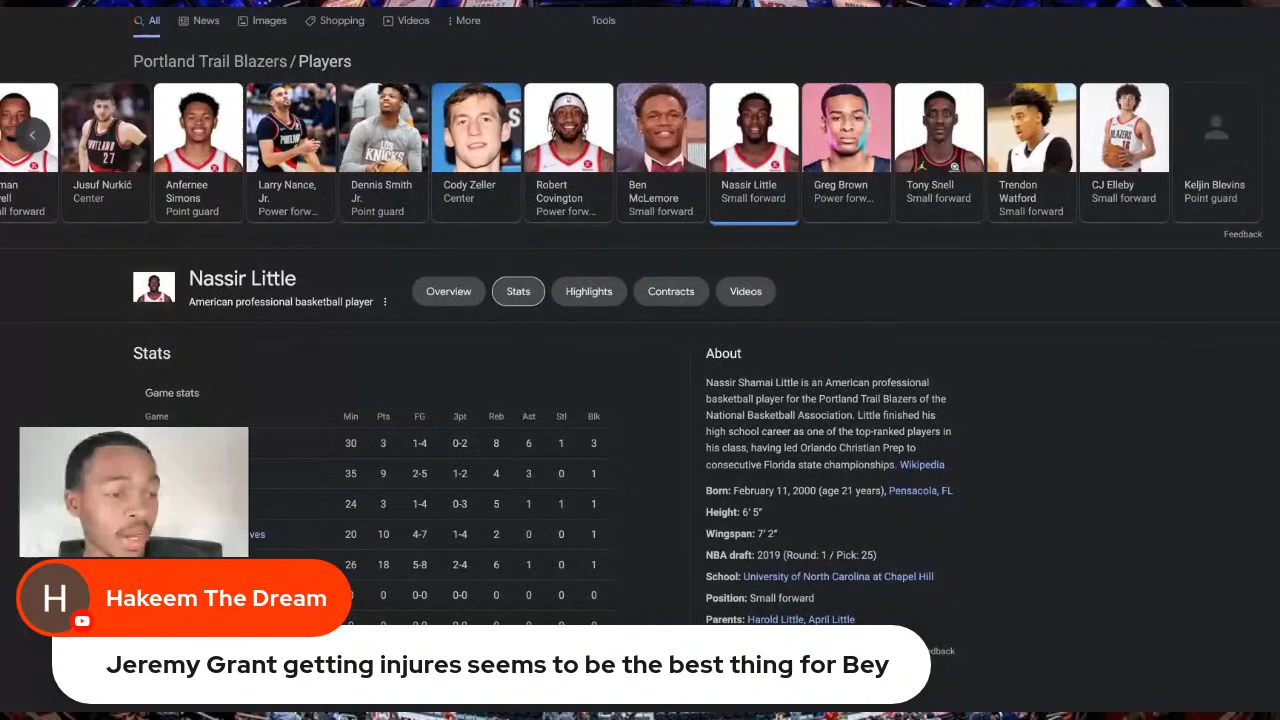 All News Images Shopping Videos More Tools
Portland Trail Blazers / Players
Jusuf Nurkić
Center
Anfernee
Simons
Point guard
Larry Nance,
Jr.
Power forw...
Dennis Smith
Jr.
Point guard
Cody Zeller
Center
Robert
Covington
Power forw...
Ben
McLemore
Small forward
Nassir Little
Small forward
Greg Brown
Power forw...
Tony Snell
Small forward
Trendon
Watford
Small forward
CJ Elleby
Small forward
Keljin Blevins
Point guard
Feedback
Nassir Little
American professional basketball player
Overview Stats Highlights Contracts Videos
Stats
Game stats
Game Min Pts FG 3pt Reb Ast Stl Blk
30 3 1-4 0-2 8 6 1 3
35 9 2-5 1-2 4 3 0 1
24 3 1-4 0-3 5 1 1 1
ves 20 10 4-7 1-4 2 0 0 1
26 18 5-8 2-4 6 1 0 1
0 0-0 0-0 0 0 0 0
About
Nassir Shamai Little is an American professional
basketball player for the Portland Trail Blazers of the
National Basketball Association. Little finished his
high school career as one of the top-ranked players in
his class, having led Orlando Christian Prep to
consecutive Florida state championships. Wikipedia
Born: February 11, 2000 (age 21 years), Pensacola, FL
Height: 6′ 5″
Wingspan: 7′ 2″
NBA draft: 2019 (Round: 1 / Pick: 25)
School: University of North Carolina at Chapel Hill
Position: Small forward
Parents: Harold Little, April Little
H
Hakeem The Dream
Jeremy Grant getting injures seems to be the best thing for Bey